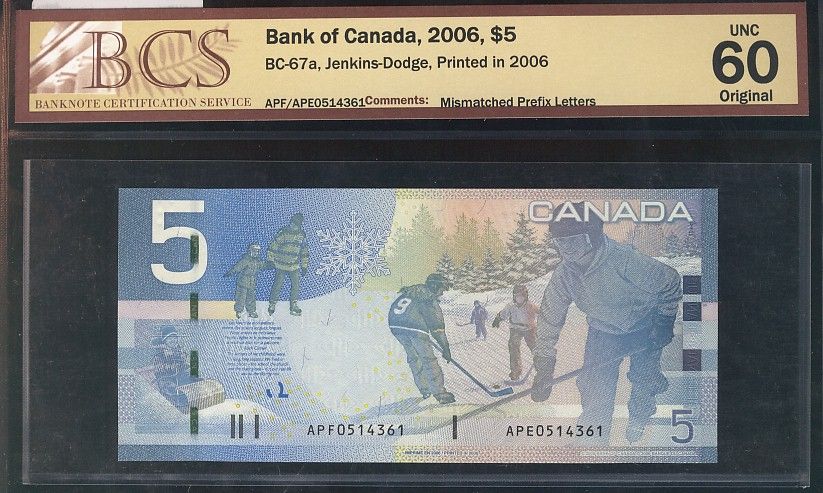 BCS
BANKNOTE CERTIFICATION SERVICE
Bank of Canada, 2006, $5
BC-67a, Jenkins-Dodge, Printed in 2006
APF/APE0514361 Comments: Mismatched Prefix Letters
UNC
60
Original
5
CANADA
9
APF0514361
APE0514361
5